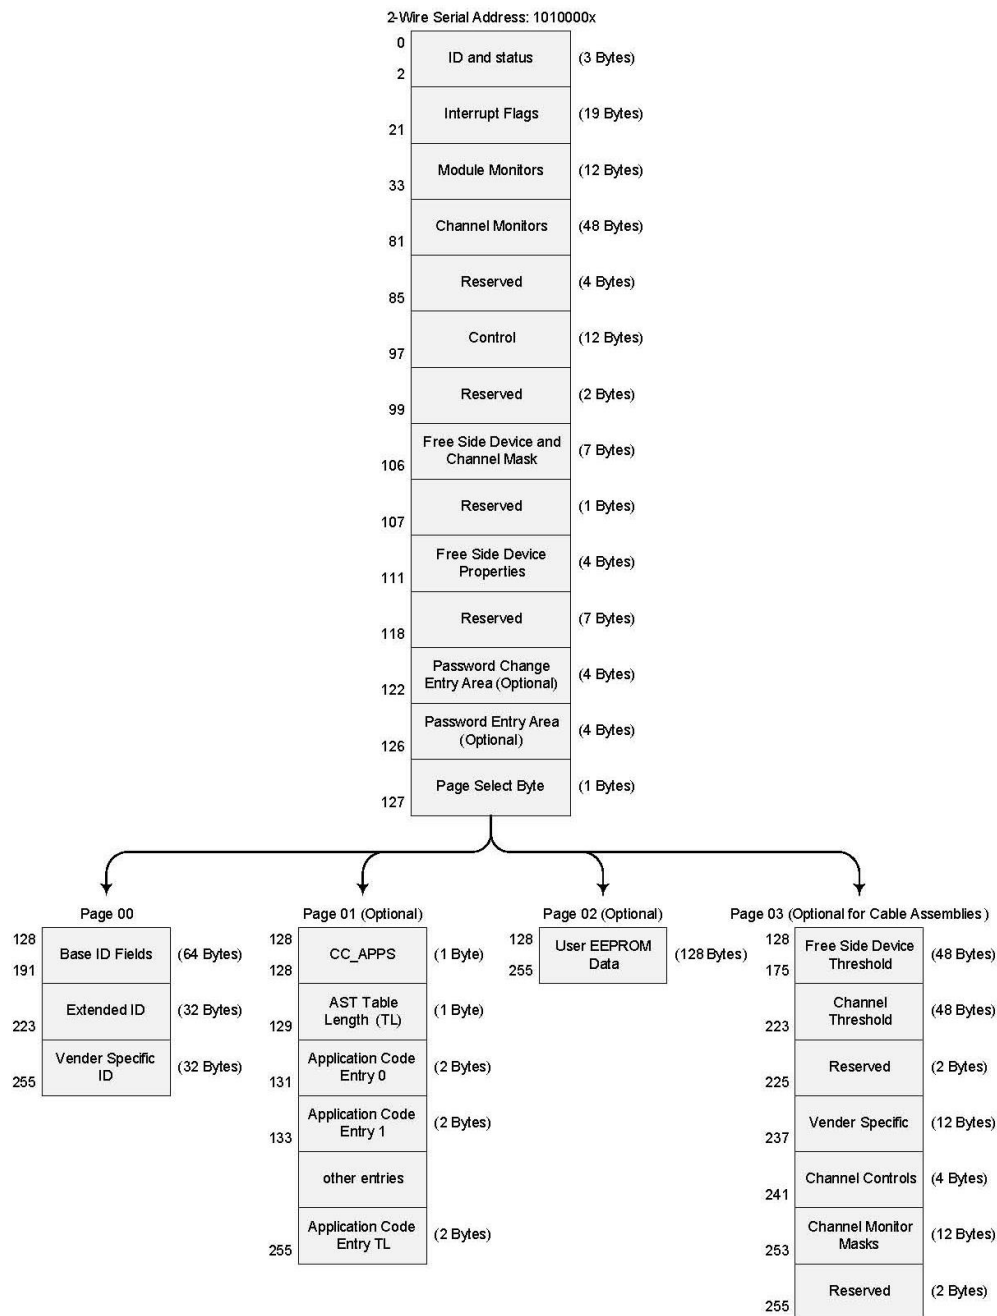 2-Wire Serial Address: 1010000x
0
ID and status (3 Bytes)
2
Interrupt Flags (19 Bytes)
21
Module Monitors (12 Bytes)
33
Channel Monitors (48 Bytes)
81
Reserved (4 Bytes)
85
Control (12 Bytes)
97
Reserved (2 Bytes)
99
Free Side Device and
Channel Mask (7 Bytes)
106
Reserved (1 Bytes)
107
Free Side Device
Properties (4 Bytes)
111
Reserved (7 Bytes)
118
Password Change
Entry Area (Optional) (4 Bytes)
122
Password Entry Area
(Optional) (4 Bytes)
126
Page Select Byte (1 Bytes)
127
Page 00
128
Base ID Fields (64 Bytes)
191
Extended ID (32 Bytes)
223
Vender Specific
ID (32 Bytes)
255
Page 01 (Optional)
128
CC_APPS (1 Byte)
128
AST Table
Length (TL) (1 Byte)
129
Application Code
Entry 0 (2 Bytes)
131
Application Code
Entry 1 (2 Bytes)
133
other entries
Application Code
Entry TL (2 Bytes)
255
Page 02 (Optional)
128
User EEPROM
Data (128 Bytes)
255
Page 03 (Optional for Cable Assemblies )
128
Free Side Device
Threshold (48 Bytes)
175
Channel
Threshold (48 Bytes)
223
Reserved (2 Bytes)
225
Vender Specific (12 Bytes)
237
Channel Controls (4 Bytes)
241
Channel Monitor
Masks (12 Bytes)
253
Reserved (2 Bytes)
255